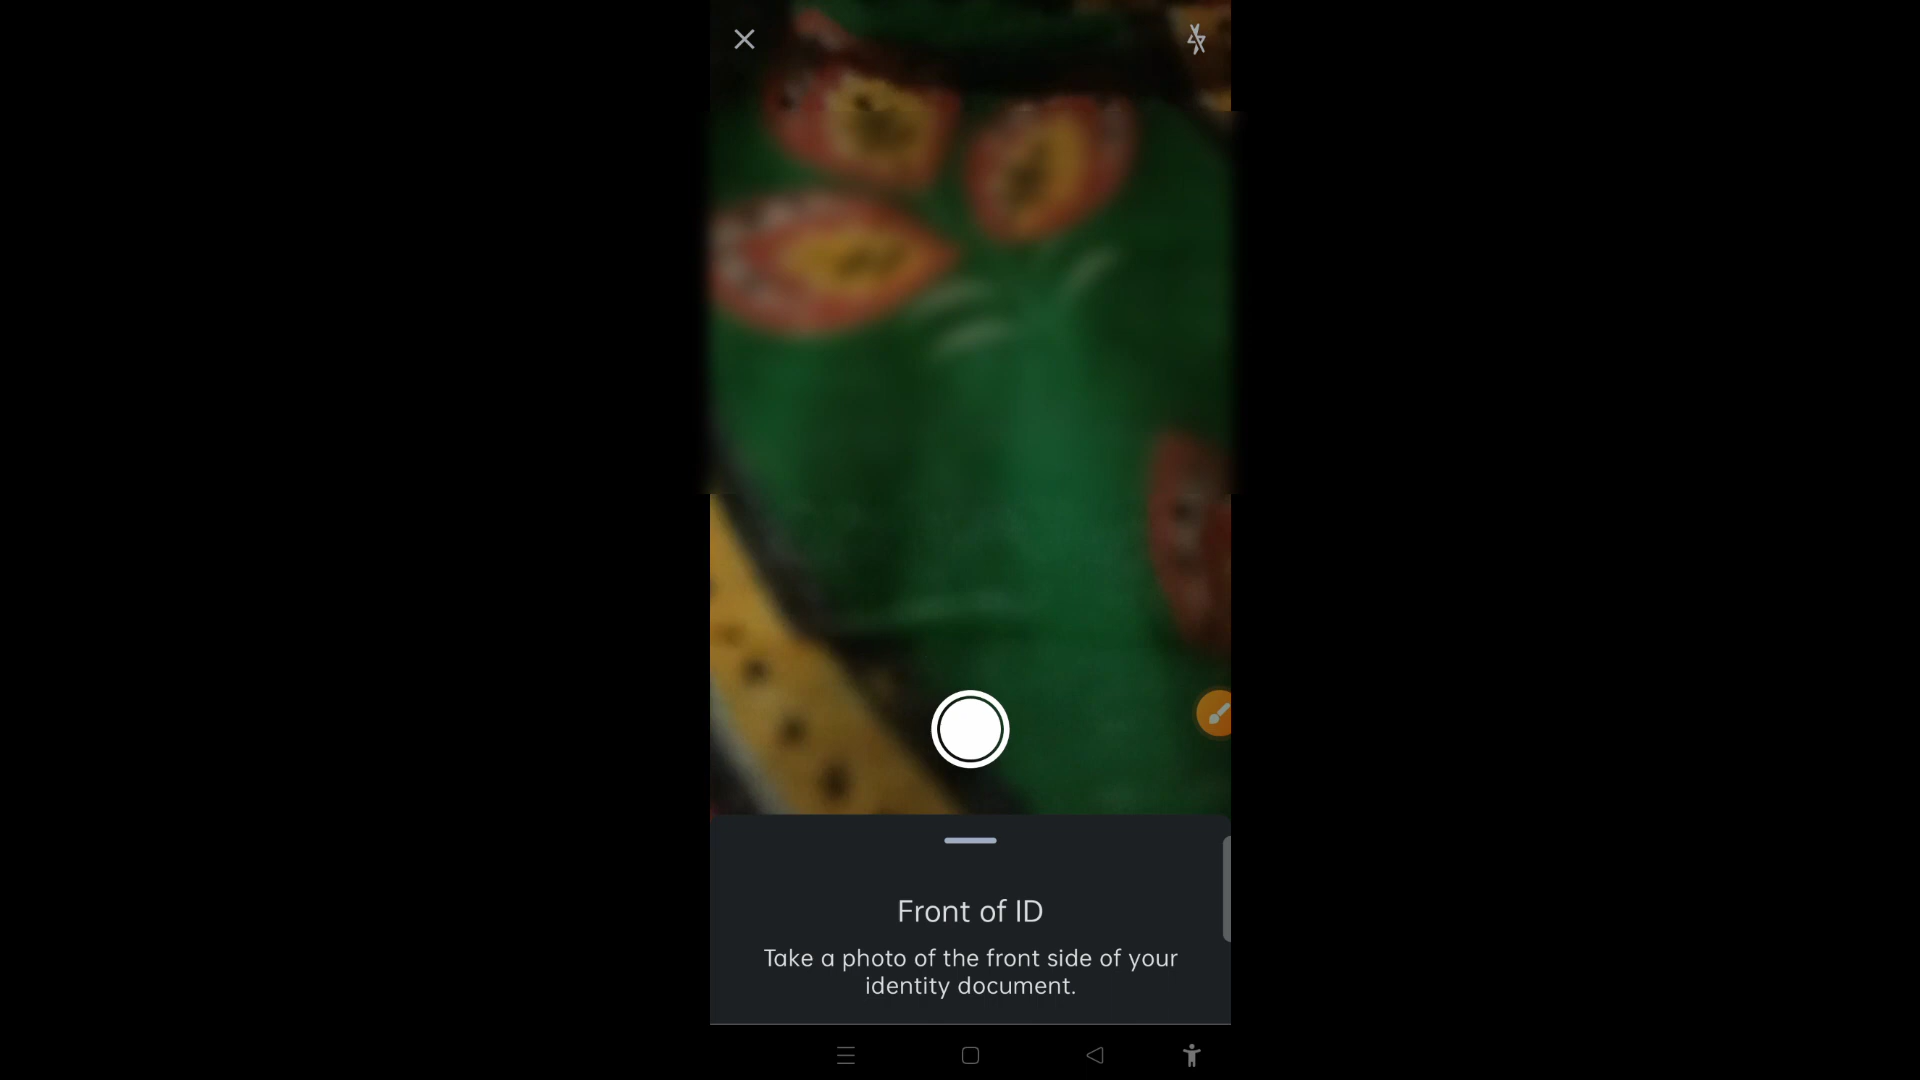 Front of ID
Take a photo of the front side of your
identity document.